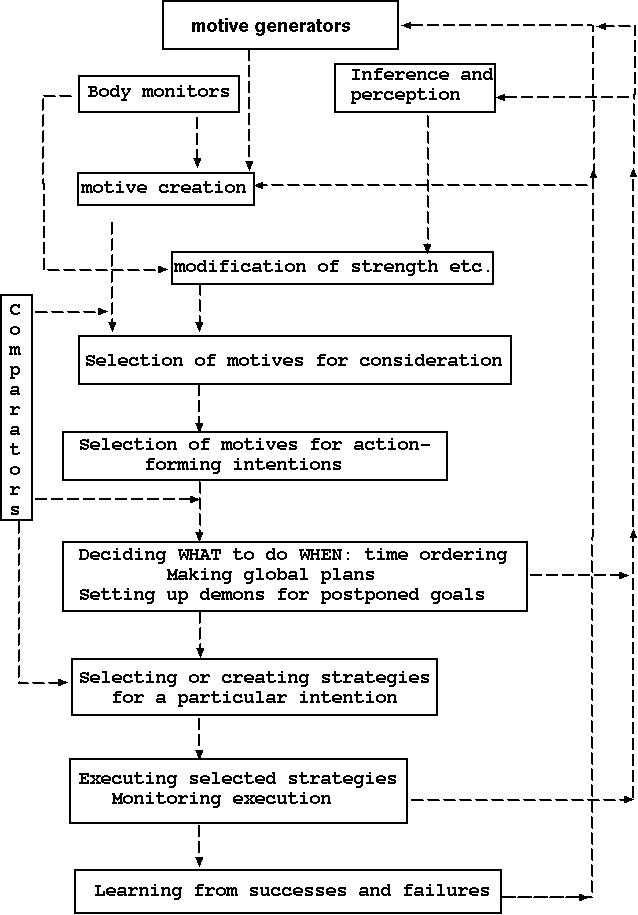 motive generators
Body monitors
Inference and
perception
motive creation
modification of strength etc.
Comparators
Selection of motives for consideration
Selection of motives for action-
forming intentions
Deciding WHAT to do WHEN: time ordering
Making global plans
Setting up demons for postponed goals
Selecting or creating strategies
for a particular intention
Executing selected strategies
Monitoring execution
Learning from successes and failures